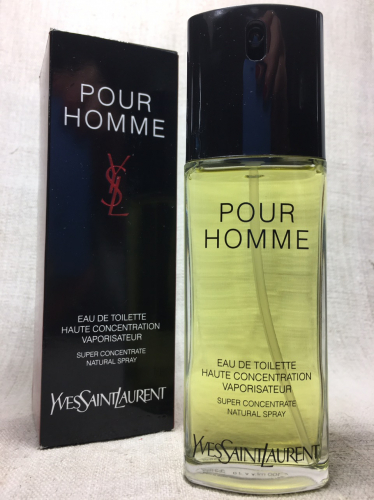 POUR
HOMME
YSL
EAU DE TOILETTE
HAUTE CONCENTRATION
VAPORISATEUR
SUPER CONCENTRATE
NATURAL SPRAY
YVESSAINTLAURENT
POUR
HOMME
EAU DE TOILETTE
HAUTE CONCENTRATION
VAPORISATEUR
SUPER CONCENTRATE
NATURAL SPRAY
YVESSAINTLAURENT